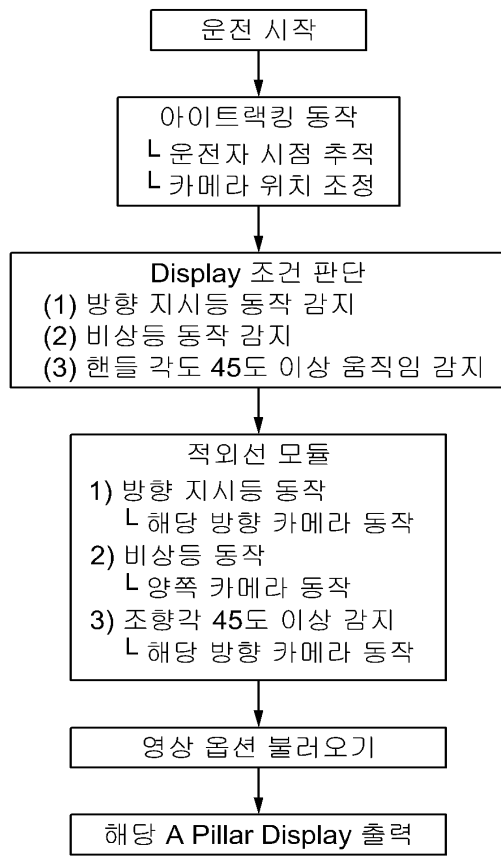 운전 시작
아이트랙킹 동작
┗ 운전자 시점 추적
┗ 카메라 위치 조정
Display 조건 판단
(1) 방향 지시등 동작 감지
(2) 비상등 동작 감지
(3) 핸들 각도 45도 이상 움직임 감지
적외선 모듈
1) 방향 지시등 동작
┗ 해당 방향 카메라 동작
2) 비상등 동작
┗ 양쪽 카메라 동작
3) 조향각 45도 이상 감지
┗ 해당 방향 카메라 동작
영상 옵션 불러오기
해당 A Pillar Display 출력